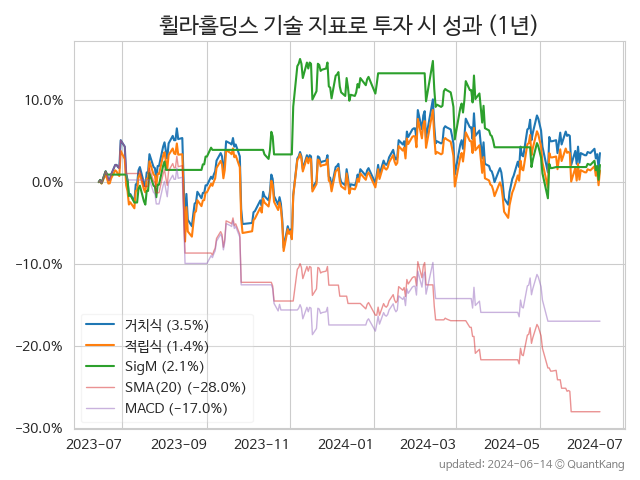 휠라홀딩스 기술 지표로 투자 시 성과 (1년)
10.0%
0.0%
−10.0%
−20.0%
−30.0%
거치식 (3.5%)
적립식 (1.4%)
SigM (2.1%)
SMA(20) (−28.0%)
MACD (−17.0%)
2023-07 2023-09 2023-11 2024-01 2024-03 2024-05 2024-07
updated: 2024-06-14 © QuantKang